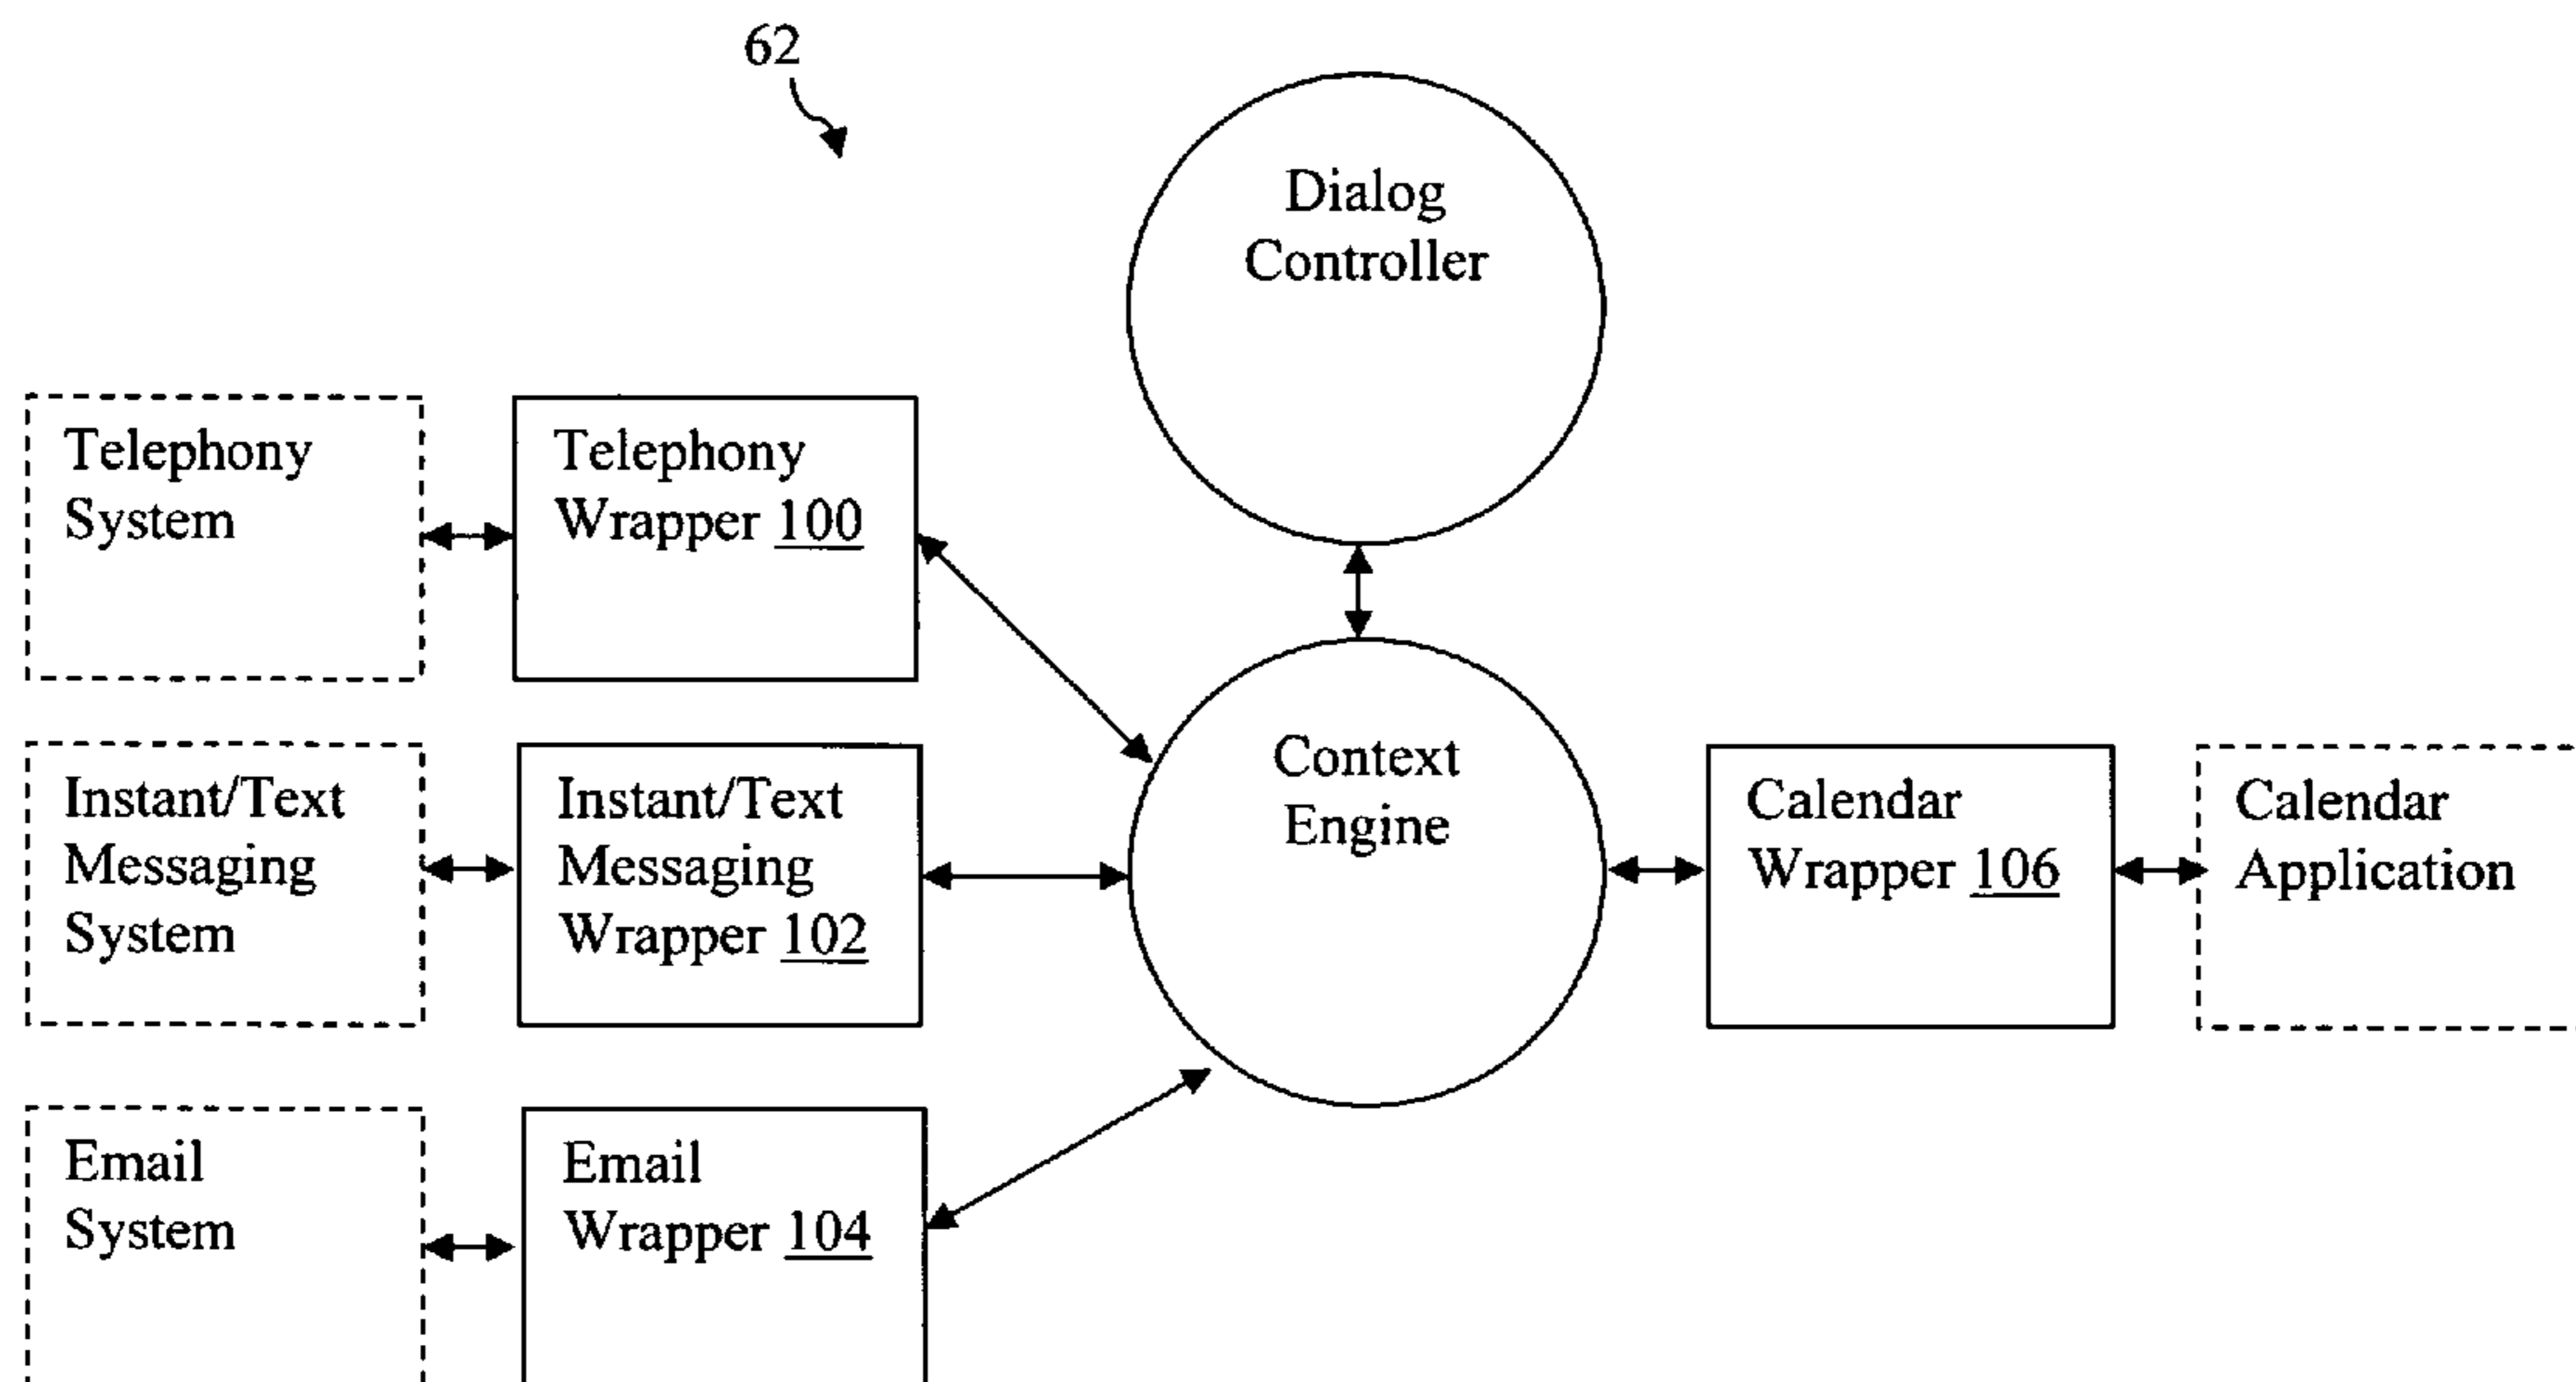 62
Dialog
Controller
Telephony
System
Telephony
Wrapper 100
Instant/Text
Messaging
System
Instant/Text
Messaging
Wrapper 102
Context
Engine
Calendar
Wrapper 106
Calendar
Application
Email
System
Email
Wrapper 104